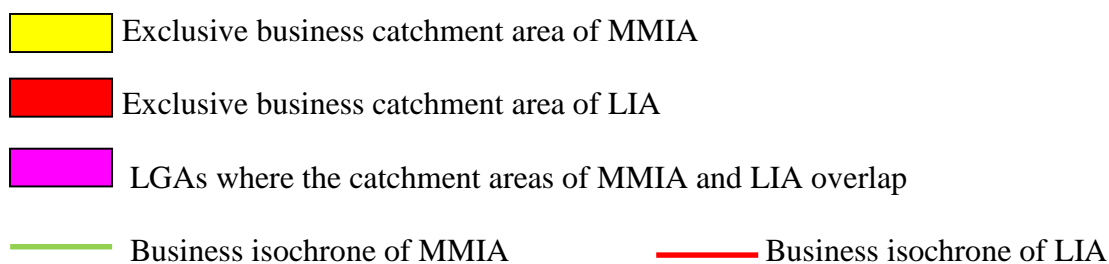 Exclusive business catchment area of MMIA
Exclusive business catchment area of LIA
LGAs where the catchment areas of MMIA and LIA overlap
Business isochrone of MMIA Business isochrone of LIA